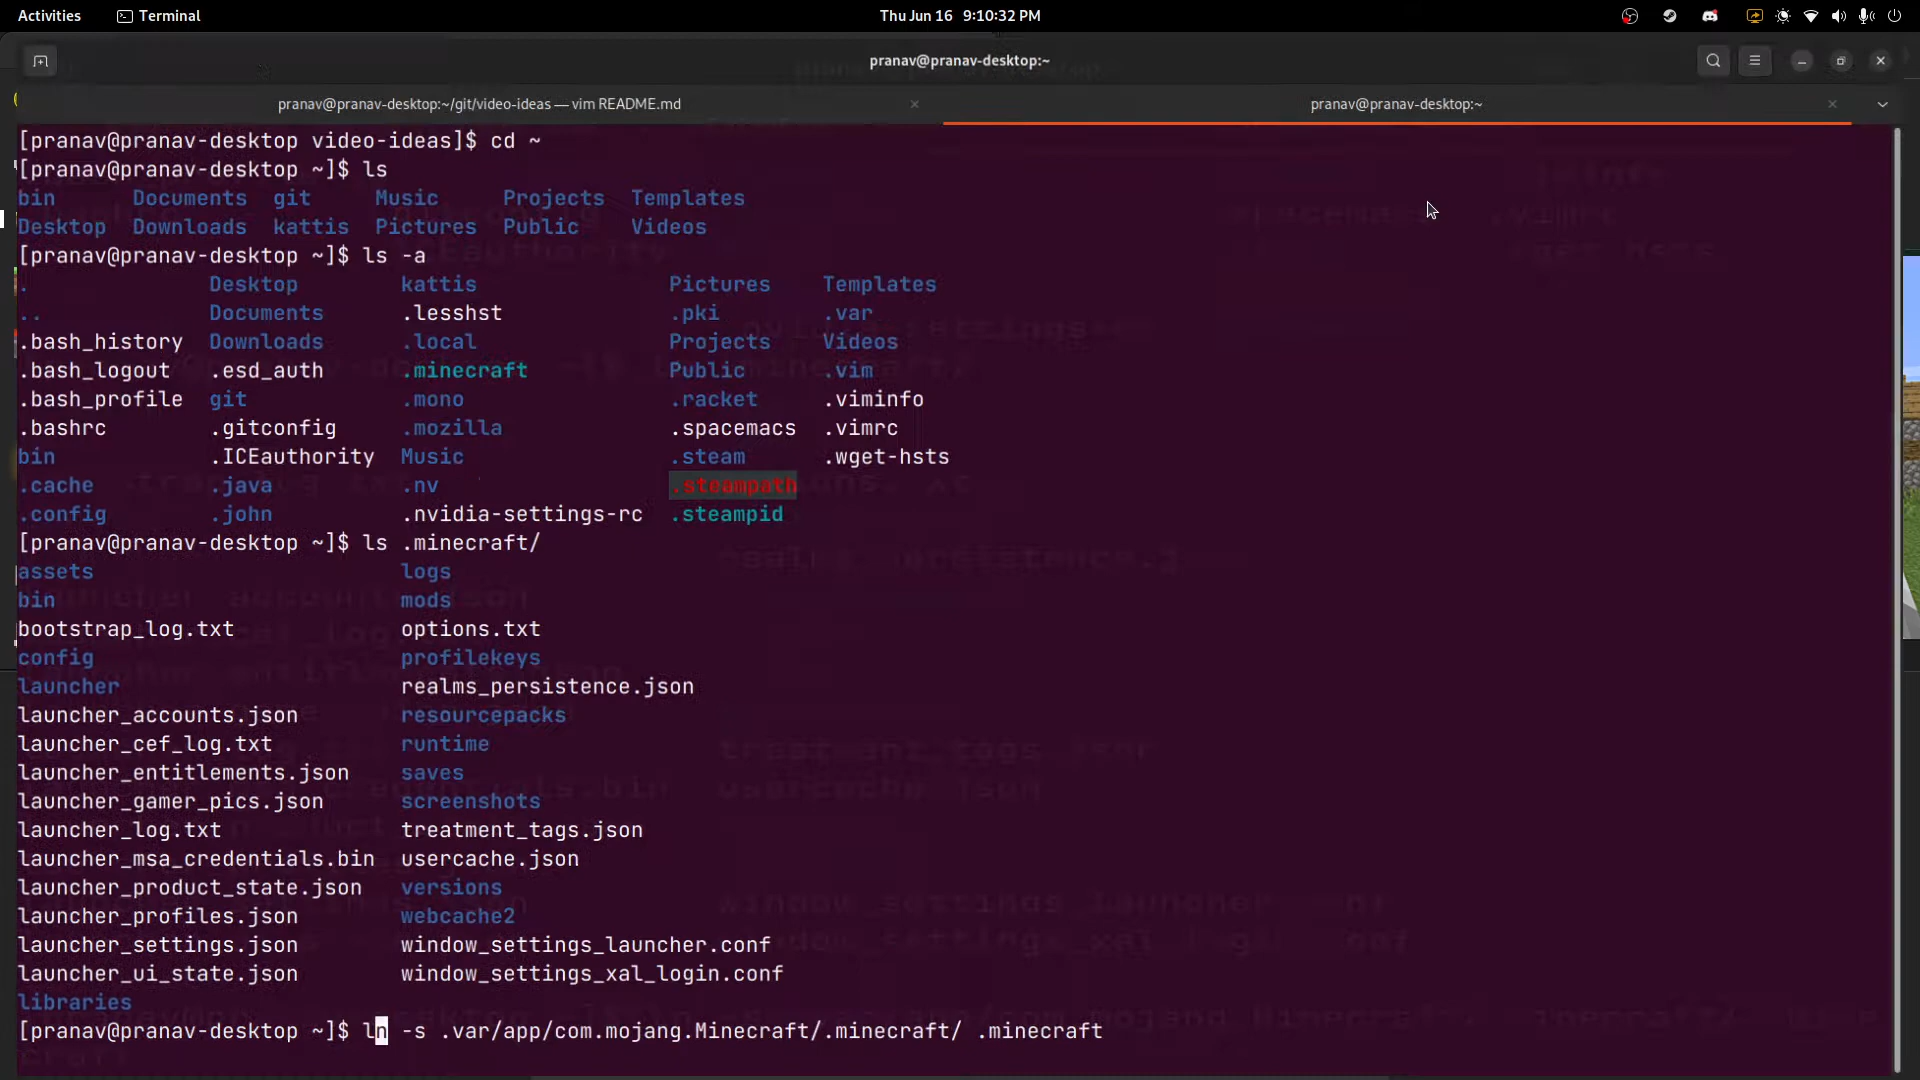 Activities Terminal Thu Jun 16 9:10:32 PM
pranav@pranav-desktop:~
pranav@pranav-desktop:~/git/video-ideas — vim README.md pranav@pranav-desktop:~
[pranav@pranav-desktop video-ideas]$ cd ~
[pranav@pranav-desktop ~]$ ls
bin Documents git Music Projects Templates
Desktop Downloads kattis Pictures Public Videos
[pranav@pranav-desktop ~]$ ls -a
. Desktop kattis Pictures Templates
.. Documents .lesshst .pki .var
.bash_history Downloads .local Projects Videos
.bash_logout .esd_auth .minecraft Public .vim
.bash_profile git .mono .racket .viminfo
.bashrc .gitconfig .mozilla .spacemacs .vimrc
bin .ICEauthority Music .steam .wget-hsts
.cache .java .nv .steampath
.config .john .nvidia-settings-rc .steampid
[pranav@pranav-desktop ~]$ ls .minecraft/
assets logs
bin mods
bootstrap_log.txt options.txt
config profilekeys
launcher realms_persistence.json
launcher_accounts.json resourcepacks
launcher_cef_log.txt runtime
launcher_entitlements.json saves
launcher_gamer_pics.json screenshots
launcher_log.txt treatment_tags.json
launcher_msa_credentials.bin usercache.json
launcher_product_state.json versions
launcher_profiles.json webcache2
launcher_settings.json window_settings_launcher.conf
launcher_ui_state.json window_settings_xal_login.conf
libraries
[pranav@pranav-desktop ~]$ ln -s .var/app/com.mojang.Minecraft/.minecraft/ .minecraft